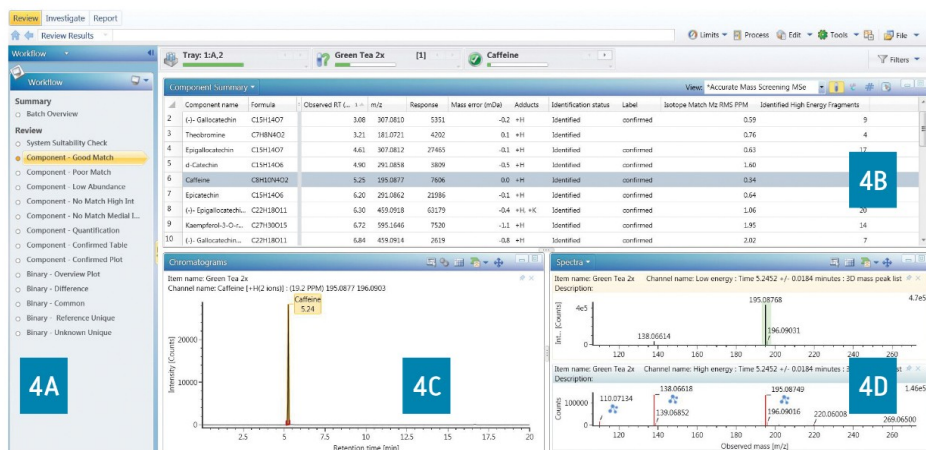 Review Investigate Report
Review Results
Limits Process Edit Tools File
Workflow
Tray: 1:A,2
Green Tea 2x [1]
Caffeine
Filters
Workflow
Summary
Batch Overview
Review
System Suitability Check
Component - Good Match
Component - Poor Match
Component - Low Abundance
Component - No Match High Int
Component - No Match Medial I...
Component - Quantification
Component - Confirmed Table
Component - Confirmed Plot
Binary - Overview Plot
Binary - Difference
Binary - Common
Binary - Reference Unique
Binary - Unknown Unique
4A
Component Summary
View: *Accurate Mass Screening MSe
Component name Formula Observed RT (... m/z Response Mass error (mDa) Adducts Identification status Label Isotope Match Mz RMS PPM Identified High Energy Fragments
2 (-)- Gallocatechin C15H14O7 3.08 307.0810 5351 -0.2 +H Identified confirmed 0.59 9
3 Theobromine C7H8N4O2 3.21 181.0721 4202 0.1 +H Identified 0.76 4
4 Epigallocatechin C15H14O7 4.61 307.0812 27465 -0.1 +H Identified confirmed 0.63 17
5 d-Catechin C15H14O6 4.90 291.0858 3809 -0.5 +H Identified confirmed 1.60
6 Caffeine C8H10N4O2 5.25 195.0877 7606 0.0 +H Identified confirmed 0.34
7 Epicatechin C15H14O6 6.20 291.0862 21986 -0.1 +H Identified confirmed 0.64
8 (-)- Epigallocatechi... C22H18O11 6.30 459.0918 63179 -0.4 +H, +K Identified confirmed 1.06 20
9 Kaempferol-3-O-r... C27H30O15 6.72 595.1646 7520 -1.1 +H Identified confirmed 1.95 14
10 (-)- Gallocatechin... C22H18O11 6.84 459.0914 2619 -0.8 +H Identified confirmed 2.02 7
4B
Chromatograms
Item name: Green Tea 2x
Channel name: Caffeine [+H(2 ions)] : (19.2 PPM) 195.0877 196.0903
Caffeine
5.24
Intensity [Counts]
20000
10000
0
2.5 5 7.5 10 12.5 15 17.5 20
Retention time [min]
4C
Spectra
Item name: Green Tea 2x Channel name: Low energy : Time 5.2452 +/- 0.0184 minutes : 3D mass peak list
Description:
4.7e5
195.08768
Int... [Counts]
4e5
196.09031
138.06614
0
120 140 160 180 200 220 240 260
Item name: Green Tea 2x Channel name: High energy : Time 5.2452 +/- 0.0184 minutes : 3 list
Description:
1.46e5
138.06618 195.08749
110.07134
Counts
100000
139.06852 196.09016 220.06008 269.06500
0
120 140 160 180 200 220 240 260
Observed mass [m/z]
4D